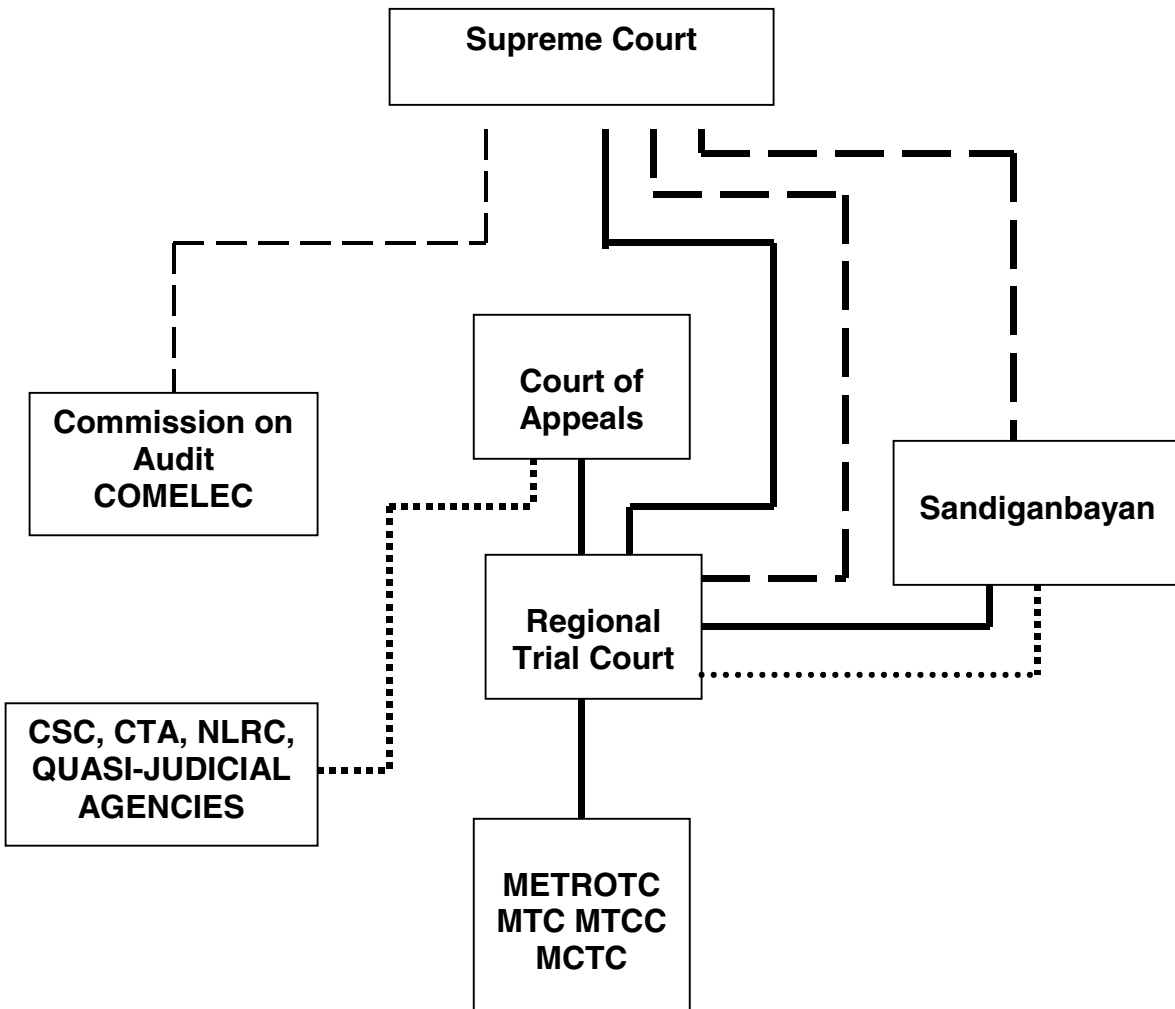 Supreme Court
Court of
Appeals
Commission on
Audit
COMELEC
Sandiganbayan
Regional
Trial Court
CSC, CTA, NLRC,
QUASI-JUDICIAL
AGENCIES
METROTC
MTC MTCC
MCTC